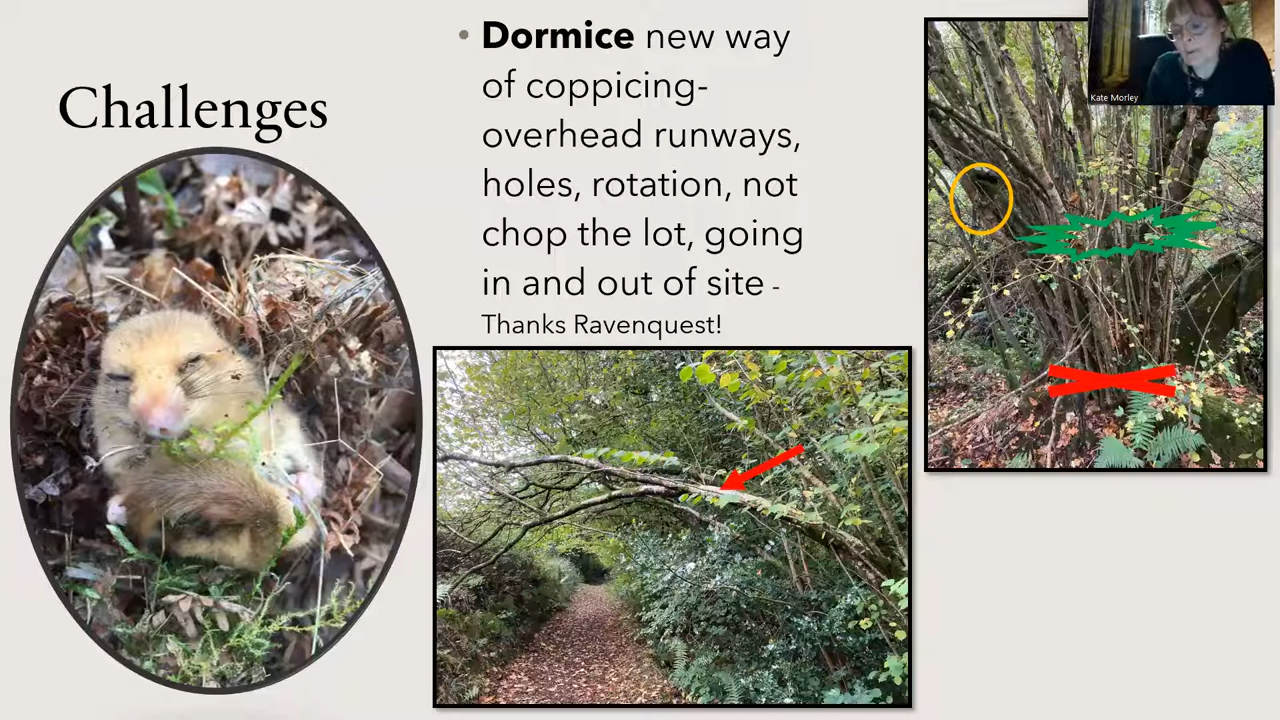 Challenges
• Dormice new way
of coppicing-
overhead runways,
holes, rotation, not
chop the lot, going
in and out of site -
Thanks Ravenquest!
Kate Morley